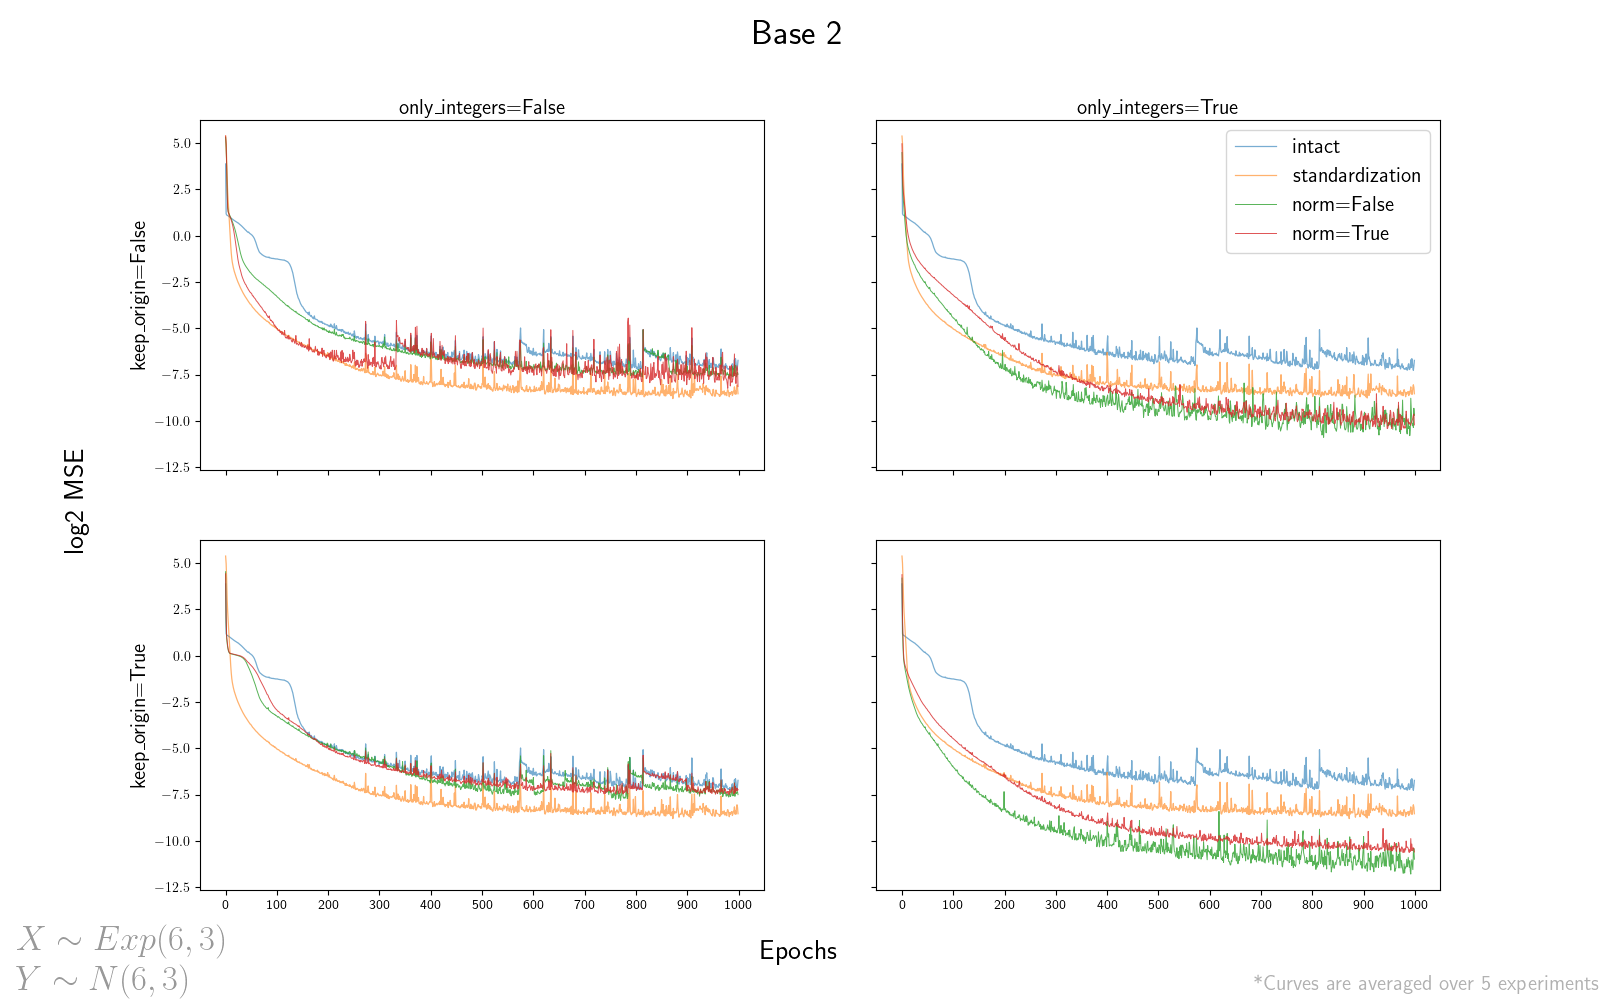 Base 2
only_integers=False
only_integers=True
5.0
2.5
0.0
−2.5
−5.0
−7.5
−10.0
−12.5
keep_origin=False
intact
standardization
norm=False
norm=True
log2 MSE
5.0
2.5
0.0
−2.5
−5.0
−7.5
−10.0
−12.5
keep_origin=True
0 100 200 300 400 500 600 700 800 900 1000
0 100 200 300 400 500 600 700 800 900 1000
Epochs
X ∼ Exp(6, 3)
Y ∼ N(6, 3)
*Curves are averaged over 5 experiments